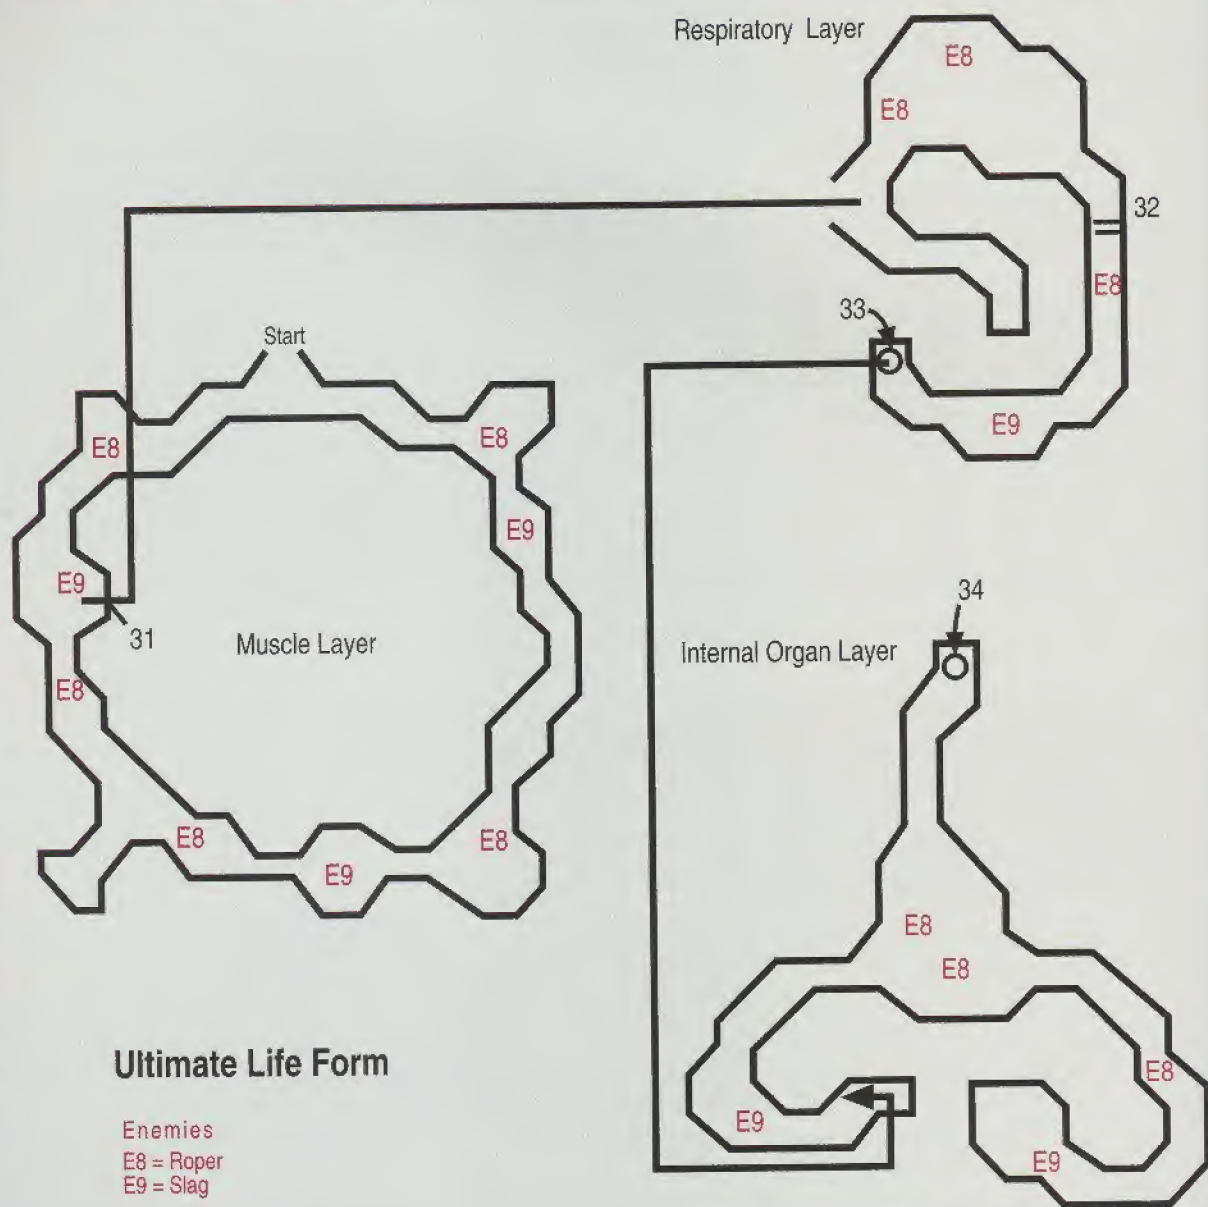 Respiratory Layer
E8
E8
32
E8
33
Start
E9
E8
E8
E9
E9
34
31
Muscle Layer
Internal Organ Layer
E8
E8
E8
E9
E8
E8
Ultimate Life Form
E8
E9
Enemies
E9
E8 = Roper
E9 = Slag